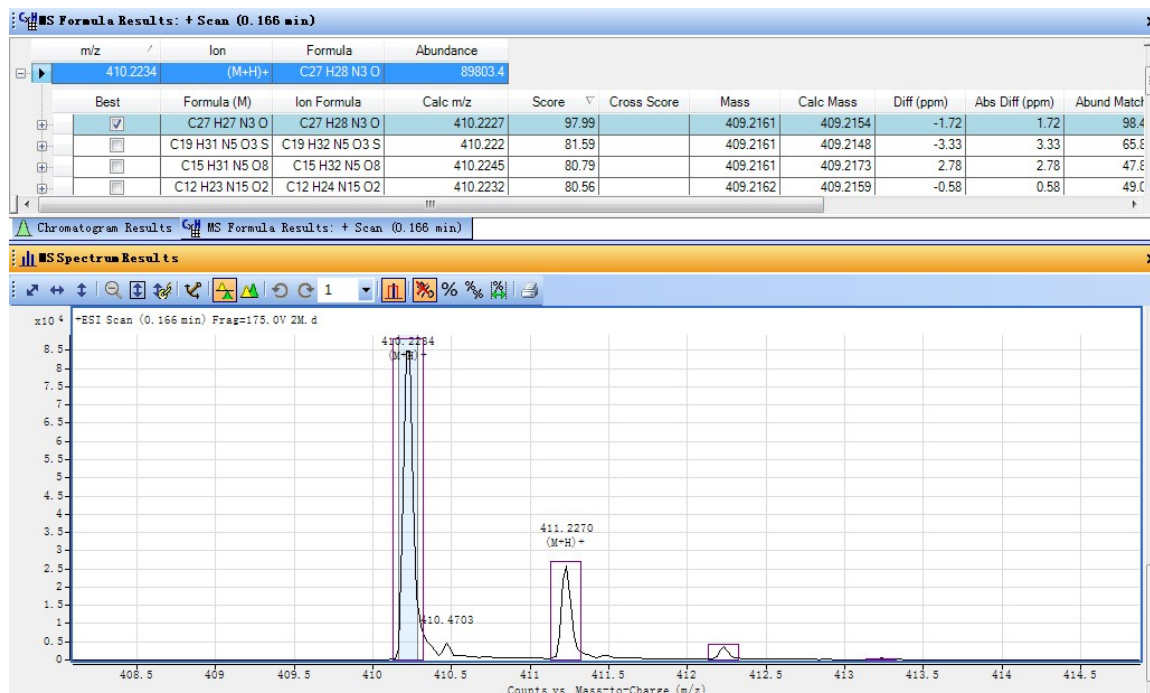 MS Formula Results: + Scan (0.166 min)
m/z Ion Formula Abundance
410.2234 (M+H)+ C27 H28 N3 O 89803.4
Best Formula (M) Ion Formula Calc m/z Score Cross Score Mass Calc Mass Diff (ppm) Abs Diff (ppm) Abund Match
C27 H27 N3 O C27 H28 N3 O 410.2227 97.99 409.2161 409.2154 -1.72 1.72 98.4
C19 H31 N5 O3 S C19 H32 N5 O3 S 410.222 81.59 409.2161 409.2148 -3.33 3.33 65.8
C15 H31 N5 O8 C15 H32 N5 O8 410.2245 80.79 409.2161 409.2173 2.78 2.78 47.8
C12 H23 N15 O2 C12 H24 N15 O2 410.2232 80.56 409.2162 409.2159 -0.58 0.58 49.0
Chromatogram Results MS Formula Results: + Scan (0.166 min)
MS Spectrum Results
1 % %
x10 4 +ESI Scan (0.166 min) Frag=175.0V 2M.d
410.2234
(M+H)+
8.5
8
7.5
7
6.5
6
5.5
5
4.5
4
3.5
3
2.5
2
1.5
1
0.5
0
411.2270
(M+H)+
410.4703
408.5 409 409.5 410 410.5 411 411.5 412 412.5 413 413.5 414 414.5
Counts vs. Mass-to-Charge (m/z)